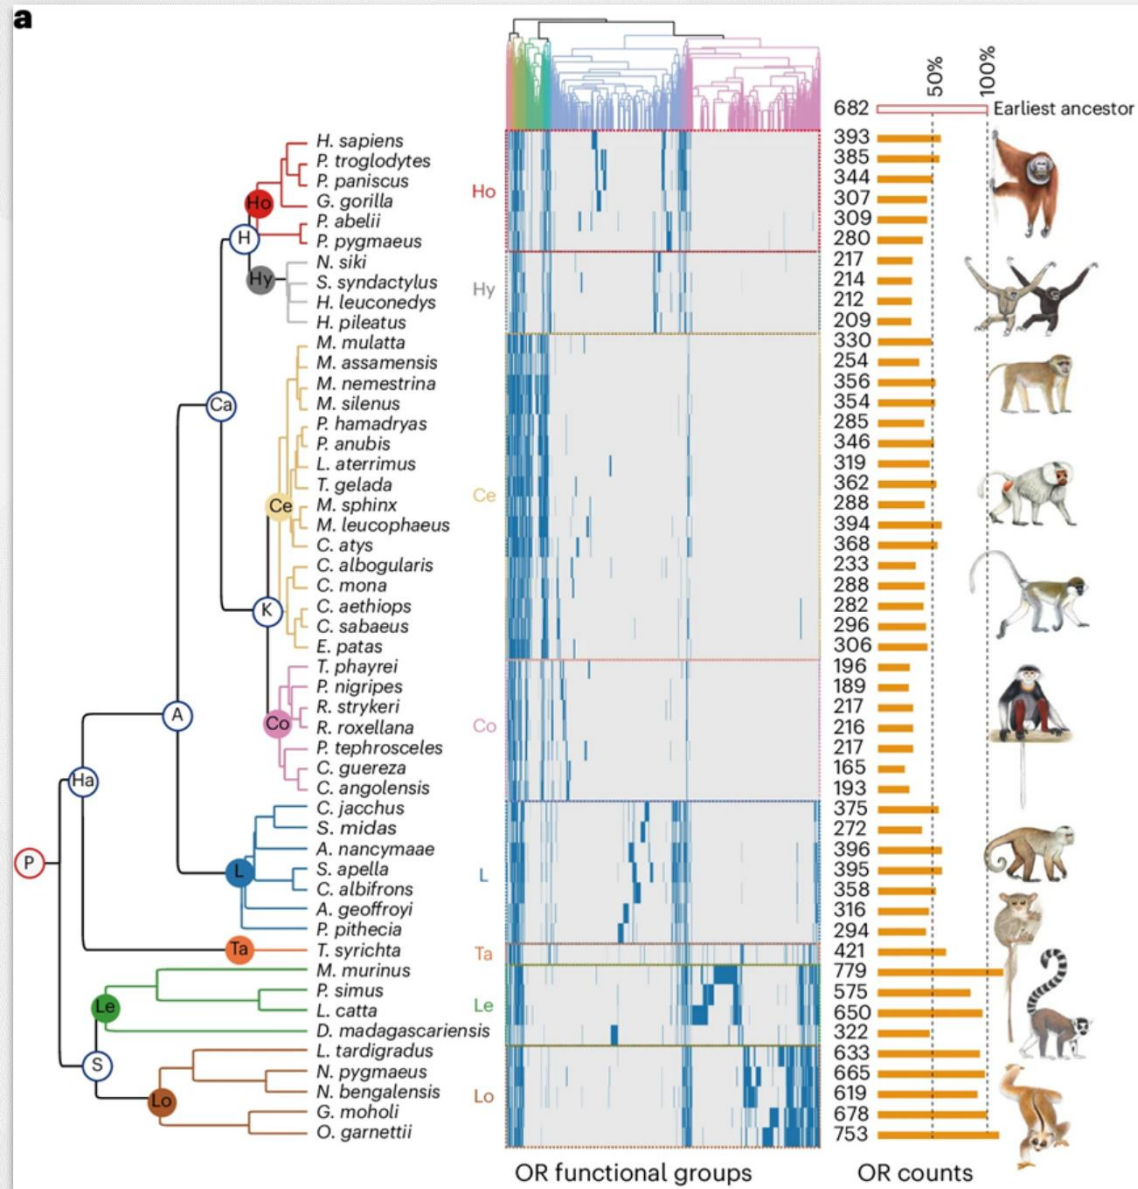 a
50% 100%
682 Earliest ancestor
H. sapiens 393
P. troglodytes 385
P. paniscus 344
Ho G. gorilla Ho 307
P. abelii 309
H P. pygmaeus 280
N. siki 217
Hy S. syndactylus Hy 214
H. leuconedys 212
H. pileatus 209
M. mulatta 330
M. assamensis 254
M. nemestrina 356
Ca M. silenus 354
P. hamadryas 285
P. anubis 346
L. aterrimus 319
T. gelada 362
Ce M. sphinx Ce 288
M. leucophaeus 394
C. atys 368
C. albogularis 233
C. mona 288
K C. aethiops 282
C. sabaeus 296
E. patas 306
T. phayrei 196
P. nigripes 189
A R. strykeri 217
Co R. roxellana Co 216
P. tephrosceles 217
Ha C. guereza 165
C. angolensis 193
C. jacchus 375
S. midas 272
A. nancymaae 396
P L S. apella L 395
C. albifrons 358
A. geoffroyi 316
P. pithecia 294
Ta T. syrichta Ta 421
M. murinus 779
P. simus 575
Le L. catta Le 650
D. madagascariensis 322
L. tardigradus 633
S N. pygmaeus 665
Lo N. bengalensis Lo 619
G. moholi 678
O. garnettii 753
OR functional groups OR counts